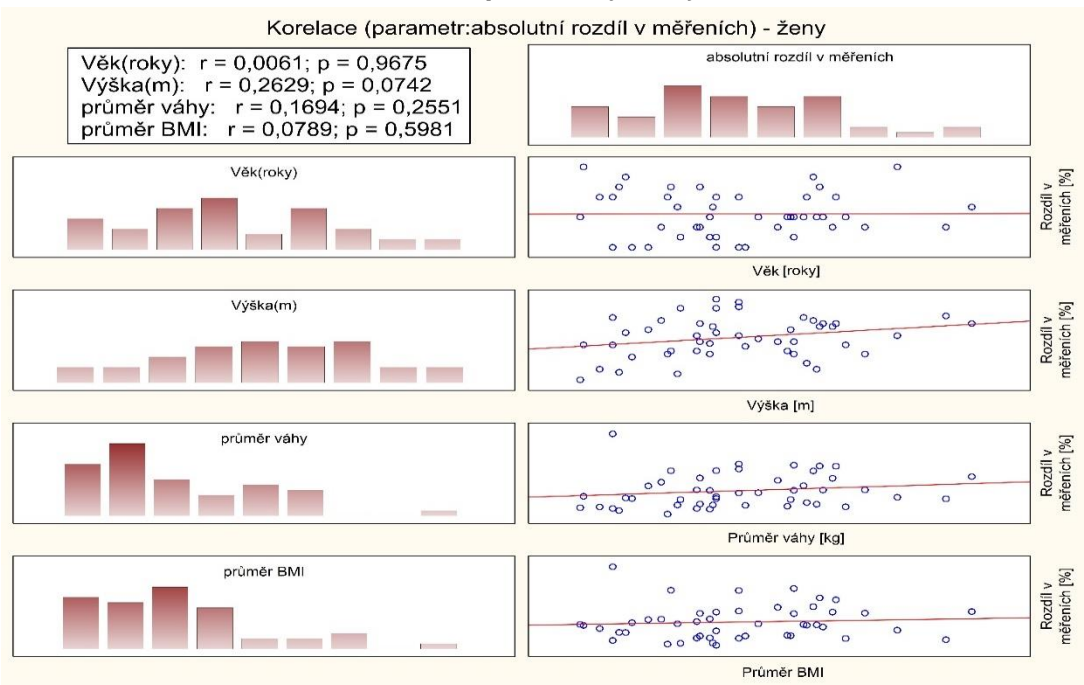 Korelace (parametr:absolutní rozdíl v měřeních) - ženy
Věk(roky): r = 0,0061; p = 0,9675
Výška(m): r = 0,2629; p = 0,0742
průměr váhy: r = 0,1694; p = 0,2551
průměr BMI: r = 0,0789; p = 0,5981
absolutní rozdíl v měřeních
Věk(roky)
Rozdíl v
měřeních [%]
Věk [roky]
Výška(m)
Rozdíl v
měřeních [%]
Výška [m]
průměr váhy
Rozdíl v
měřeních [%]
Průměr váhy [kg]
průměr BMI
Rozdíl v
měřeních [%]
Průměr BMI